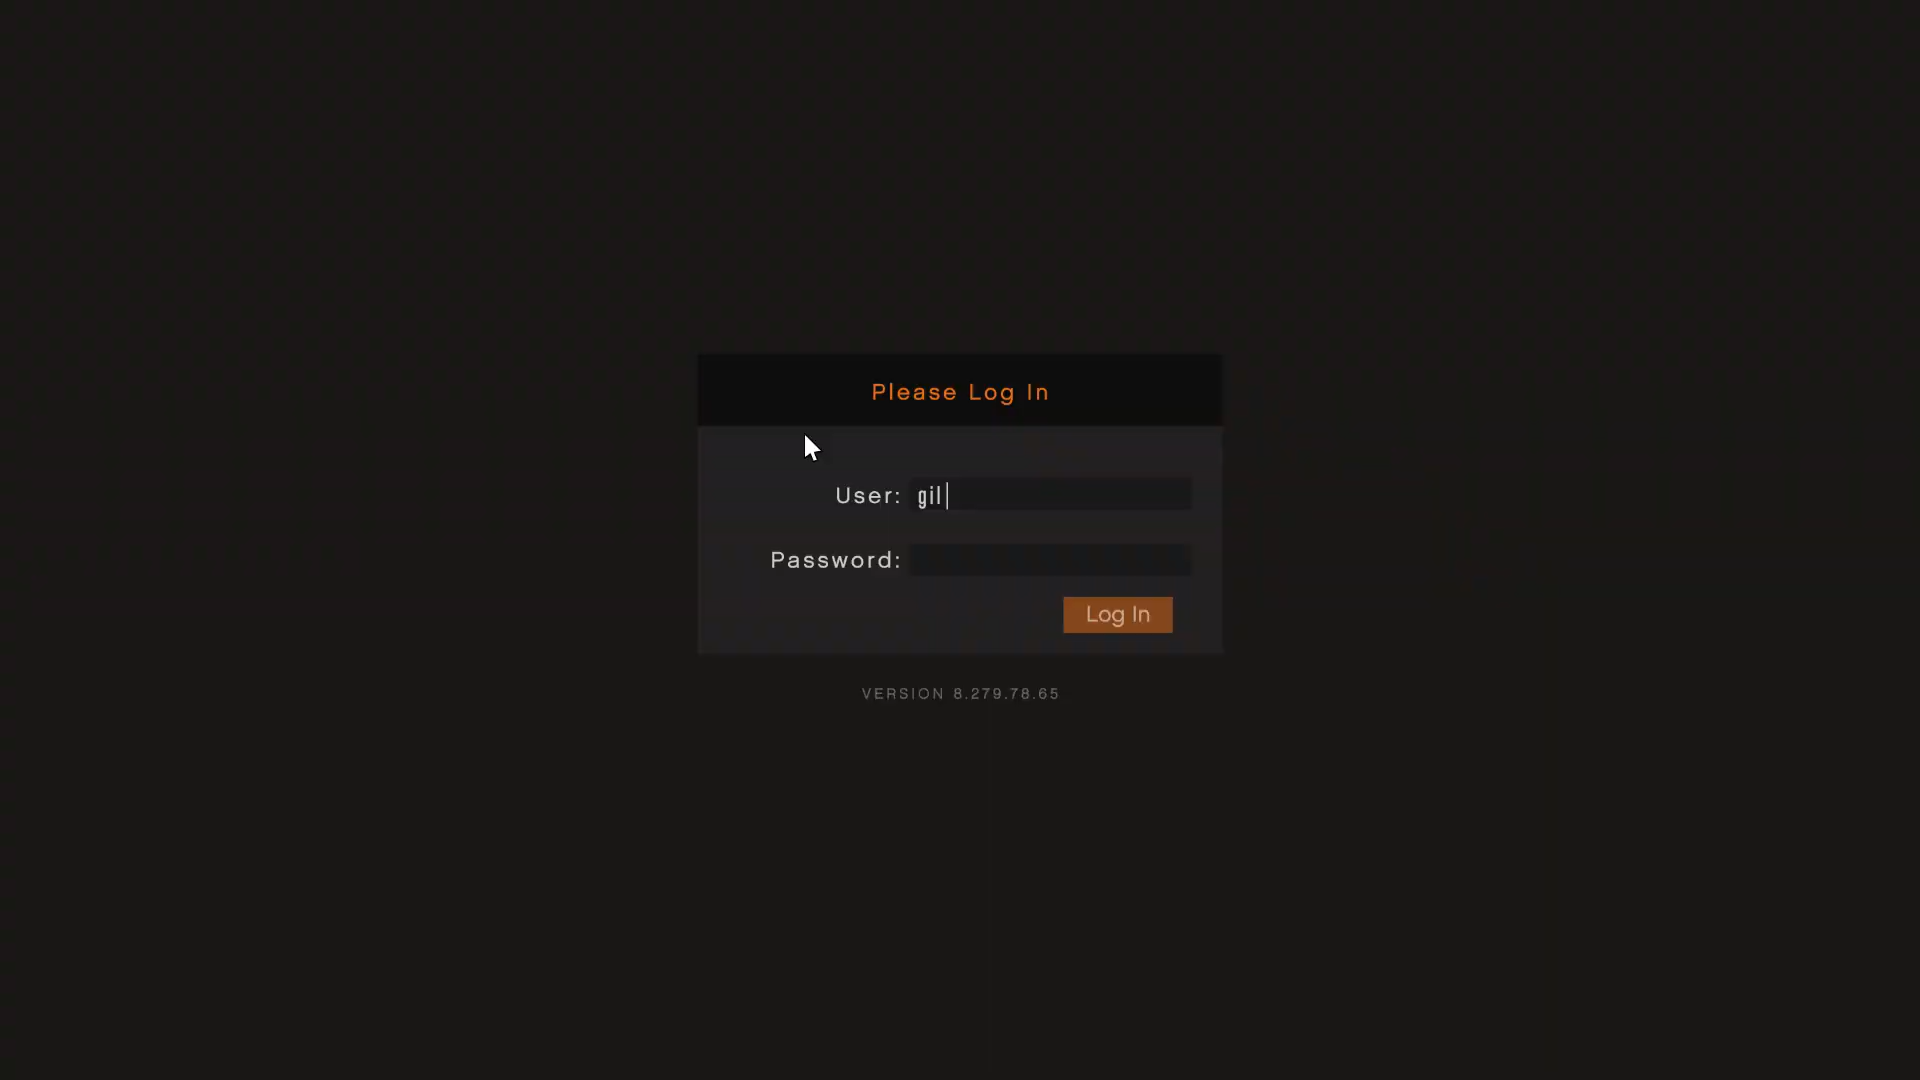 Please Log In
User: gil
Password:
Log In
VERSION 8.279.78.65